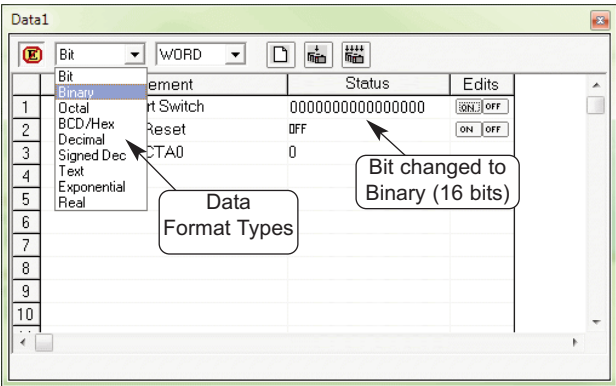 Data1
E Bit WORD
Bit
Binary
Octal
BCD/Hex
Decimal
Signed Dec
Text
Exponential
Real
ement Status Edits
1 rt Switch 0000000000000000 ON OFF
2 Reset OFF ON OFF
3 CTA0 0
4
5
6
7
8
9
10
Data
Format Types
Bit changed to
Binary (16 bits)